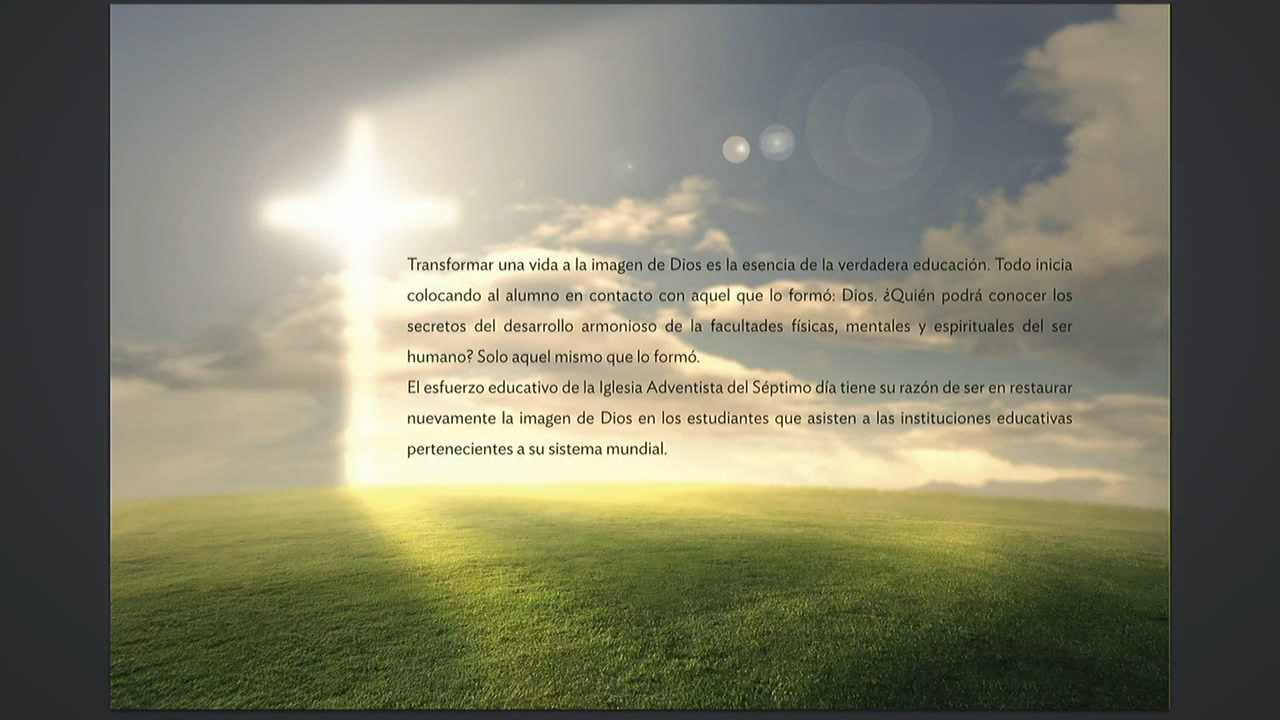 Transformar una vida a la imagen de Dios es la esencia de la verdadera educación. Todo inicia
colocando al alumno en contacto con aquel que lo formó: Dios. ¿Quién podrá conocer los
secretos del desarrollo armonioso de la facultades físicas, mentales y espirituales del ser
humano? Solo aquel mismo que lo formó.
El esfuerzo educativo de la Iglesia Adventista del Séptimo día tiene su razón de ser en restaurar
nuevamente la imagen de Dios en los estudiantes que asisten a las instituciones educativas
pertenecientes a su sistema mundial.